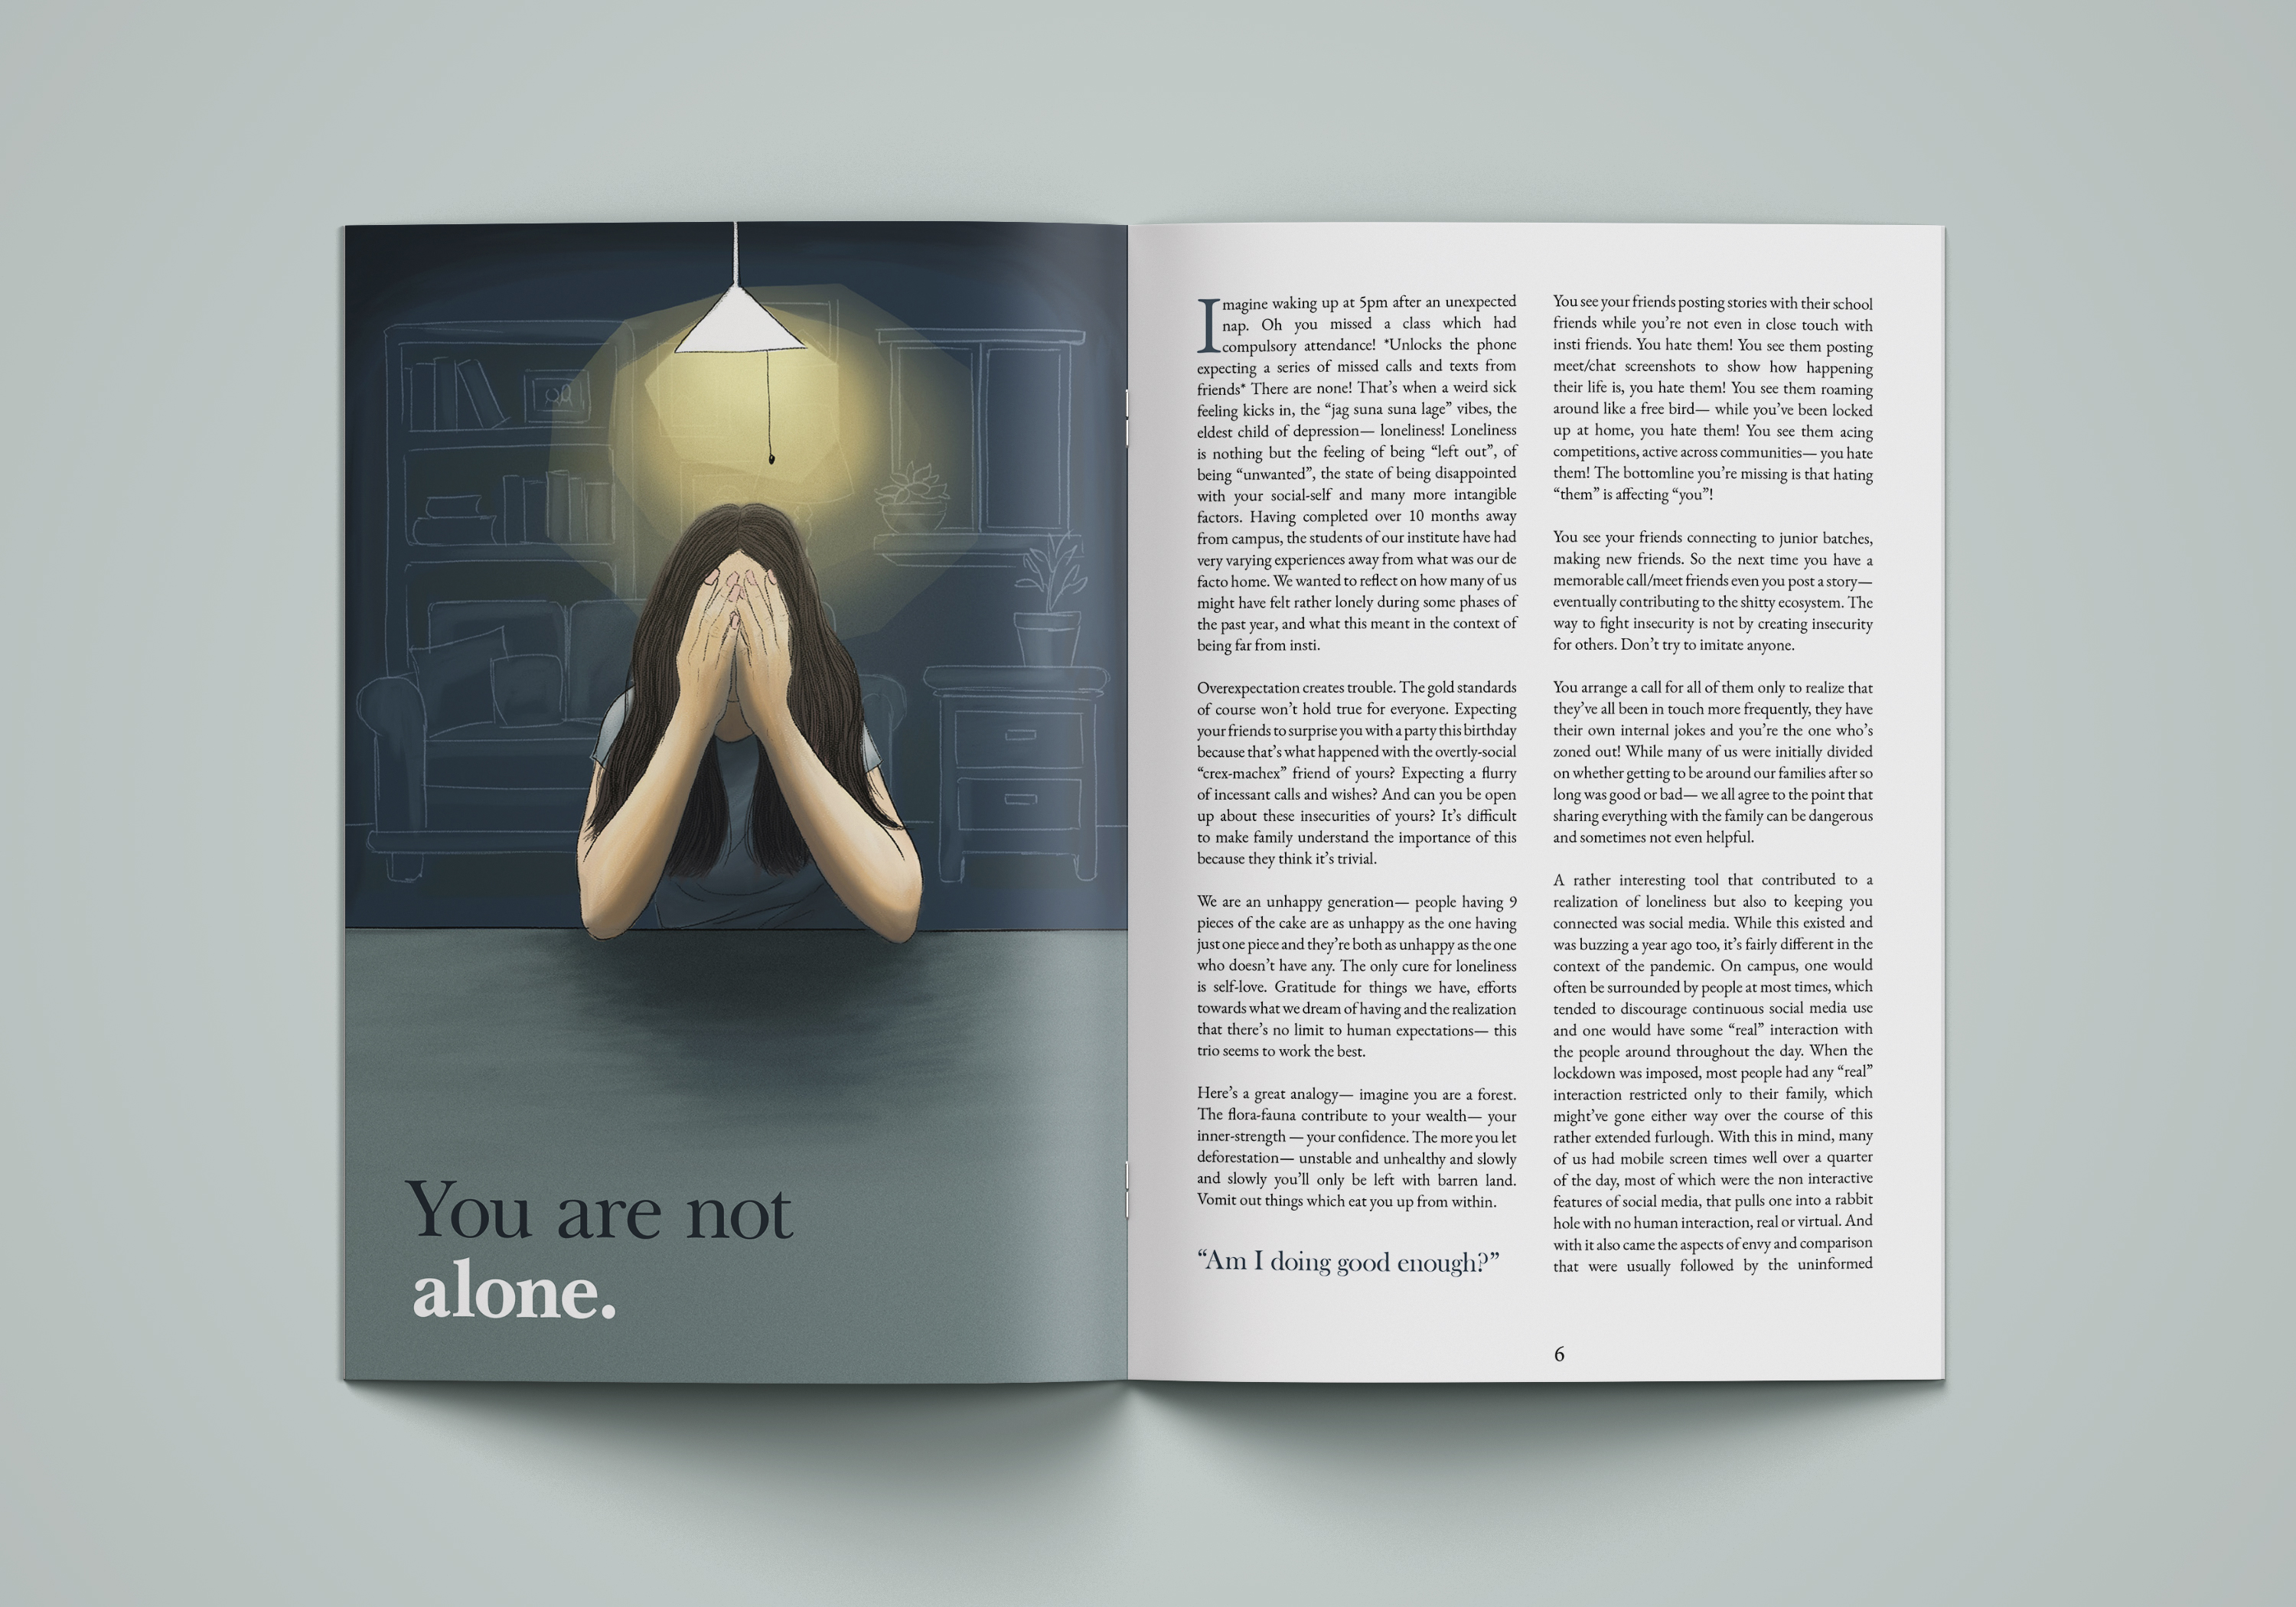 You are not
alone.
Imagine waking up at 5pm after an unexpected
nap. Oh you missed a class which had
compulsory attendance! *Unlocks the phone
expecting a series of missed calls and texts from
friends* There are none! That's when a weird sick
feeling kicks in, the “jag suna suna lage” vibes, the
eldest child of depression— loneliness! Loneliness
is nothing but the feeling of being “left out”, of
being “unwanted”, the state of being disappointed
with your social-self and many more intangible
factors. Having completed over 10 months away
from campus, the students of our institute have had
very varying experiences away from what was our de
facto home. We wanted to reflect on how many of us
might have felt rather lonely during some phases of
the past year, and what this meant in the context of
being far from insti.
Overexpectation creates trouble. The gold standards
of course won't hold true for everyone. Expecting
your friends to surprise you with a party this birthday
because that's what happened with the overtly-social
“crex-machex” friend of yours? Expecting a flurry
of incessant calls and wishes? And can you be open
up about these insecurities of yours? It's difficult
to make family understand the importance of this
because they think it's trivial.
We are an unhappy generation— people having 9
pieces of the cake are as unhappy as the one having
just one piece and they're both as unhappy as the one
who doesn't have any. The only cure for loneliness
is self-love. Gratitude for things we have, efforts
towards what we dream of having and the realization
that there's no limit to human expectations— this
trio seems to work the best.
Here's a great analogy— imagine you are a forest.
The flora-fauna contribute to your wealth— your
inner-strength — your confidence. The more you let
deforestation— unstable and unhealthy and slowly
and slowly you'll only be left with barren land.
Vomit out things which eat you up from within.
“Am I doing good enough?”
You see your friends posting stories with their school
friends while you're not even in close touch with
insti friends. You hate them! You see them posting
meet/chat screenshots to show how happening
their life is, you hate them! You see them roaming
around like a free bird— while you've been locked
up at home, you hate them! You see them acing
competitions, active across communities— you hate
them! The bottomline you're missing is that hating
“them” is affecting “you”!
You see your friends connecting to junior batches,
making new friends. So the next time you have a
memorable call/meet friends even you post a story—
eventually contributing to the shitty ecosystem. The
way to fight insecurity is not by creating insecurity
for others. Don't try to imitate anyone.
You arrange a call for all of them only to realize that
they've all been in touch more frequently, they have
their own internal jokes and you're the one who's
zoned out! While many of us were initially divided
on whether getting to be around our families after so
long was good or bad— we all agree to the point that
sharing everything with the family can be dangerous
and sometimes not even helpful.
A rather interesting tool that contributed to a
realization of loneliness but also to keeping you
connected was social media. While this existed and
was buzzing a year ago too, it's fairly different in the
context of the pandemic. On campus, one would
often be surrounded by people at most times, which
tended to discourage continuous social media use
and one would have some “real” interaction with
the people around throughout the day. When the
lockdown was imposed, most people had any “real”
interaction restricted only to their family, which
might've gone either way over the course of this
rather extended furlough. With this in mind, many
of us had mobile screen times well over a quarter
of the day, most of which were the non interactive
features of social media, that pulls one into a rabbit
hole with no human interaction, real or virtual. And
with it also came the aspects of envy and comparison
that were usually followed by the uninformed
6